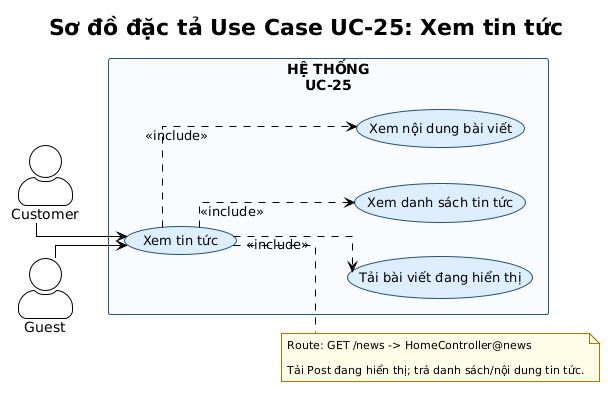 Sơ đồ đặc tả Use Case UC-25: Xem tin tức
HỆ THỐNG
UC-25
Xem nội dung bài viết
«include»
Customer
Xem danh sách tin tức
«include»
Xem tin tức
«include»
Tải bài viết đang hiển thị
Guest
Route: GET /news -> HomeController@news
Tải Post đang hiển thị; trả danh sách/nội dung tin tức.